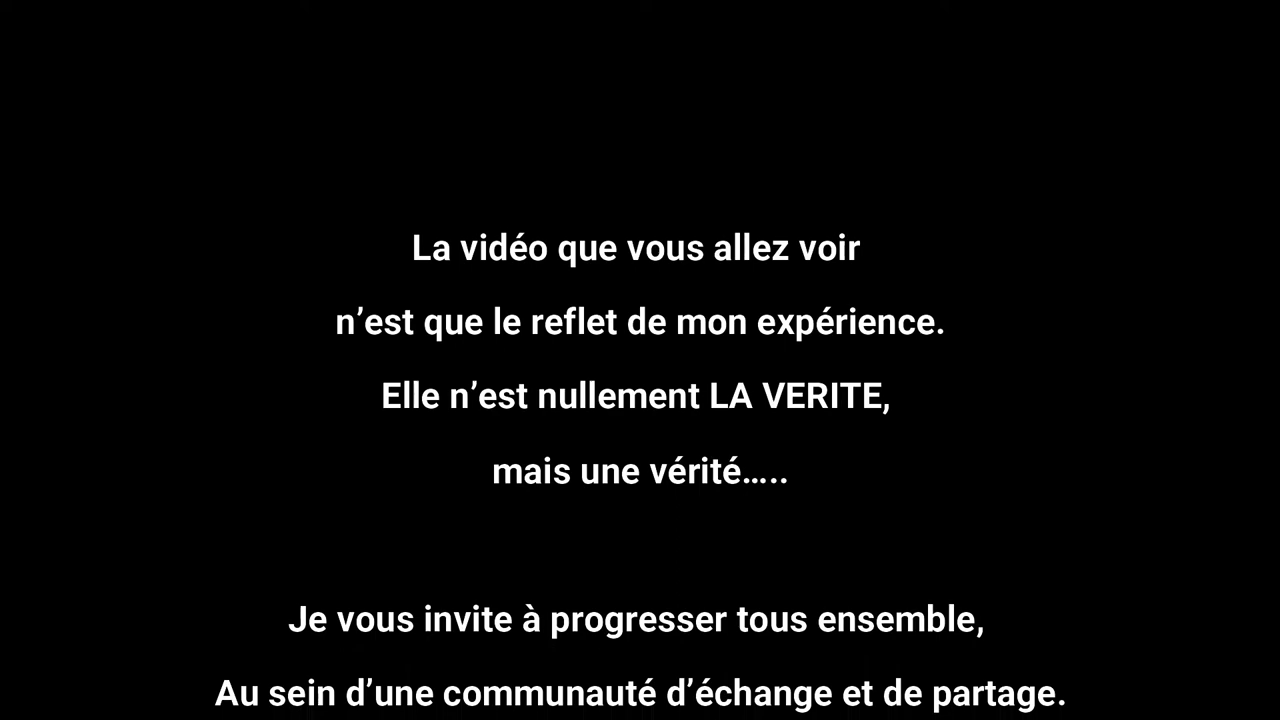 La vidéo que vous allez voir
n’est que le reflet de mon expérience.
Elle n’est nullement LA VERITE,
mais une vérité…..
Je vous invite à progresser tous ensemble,
Au sein d’une communauté d’échange et de partage.